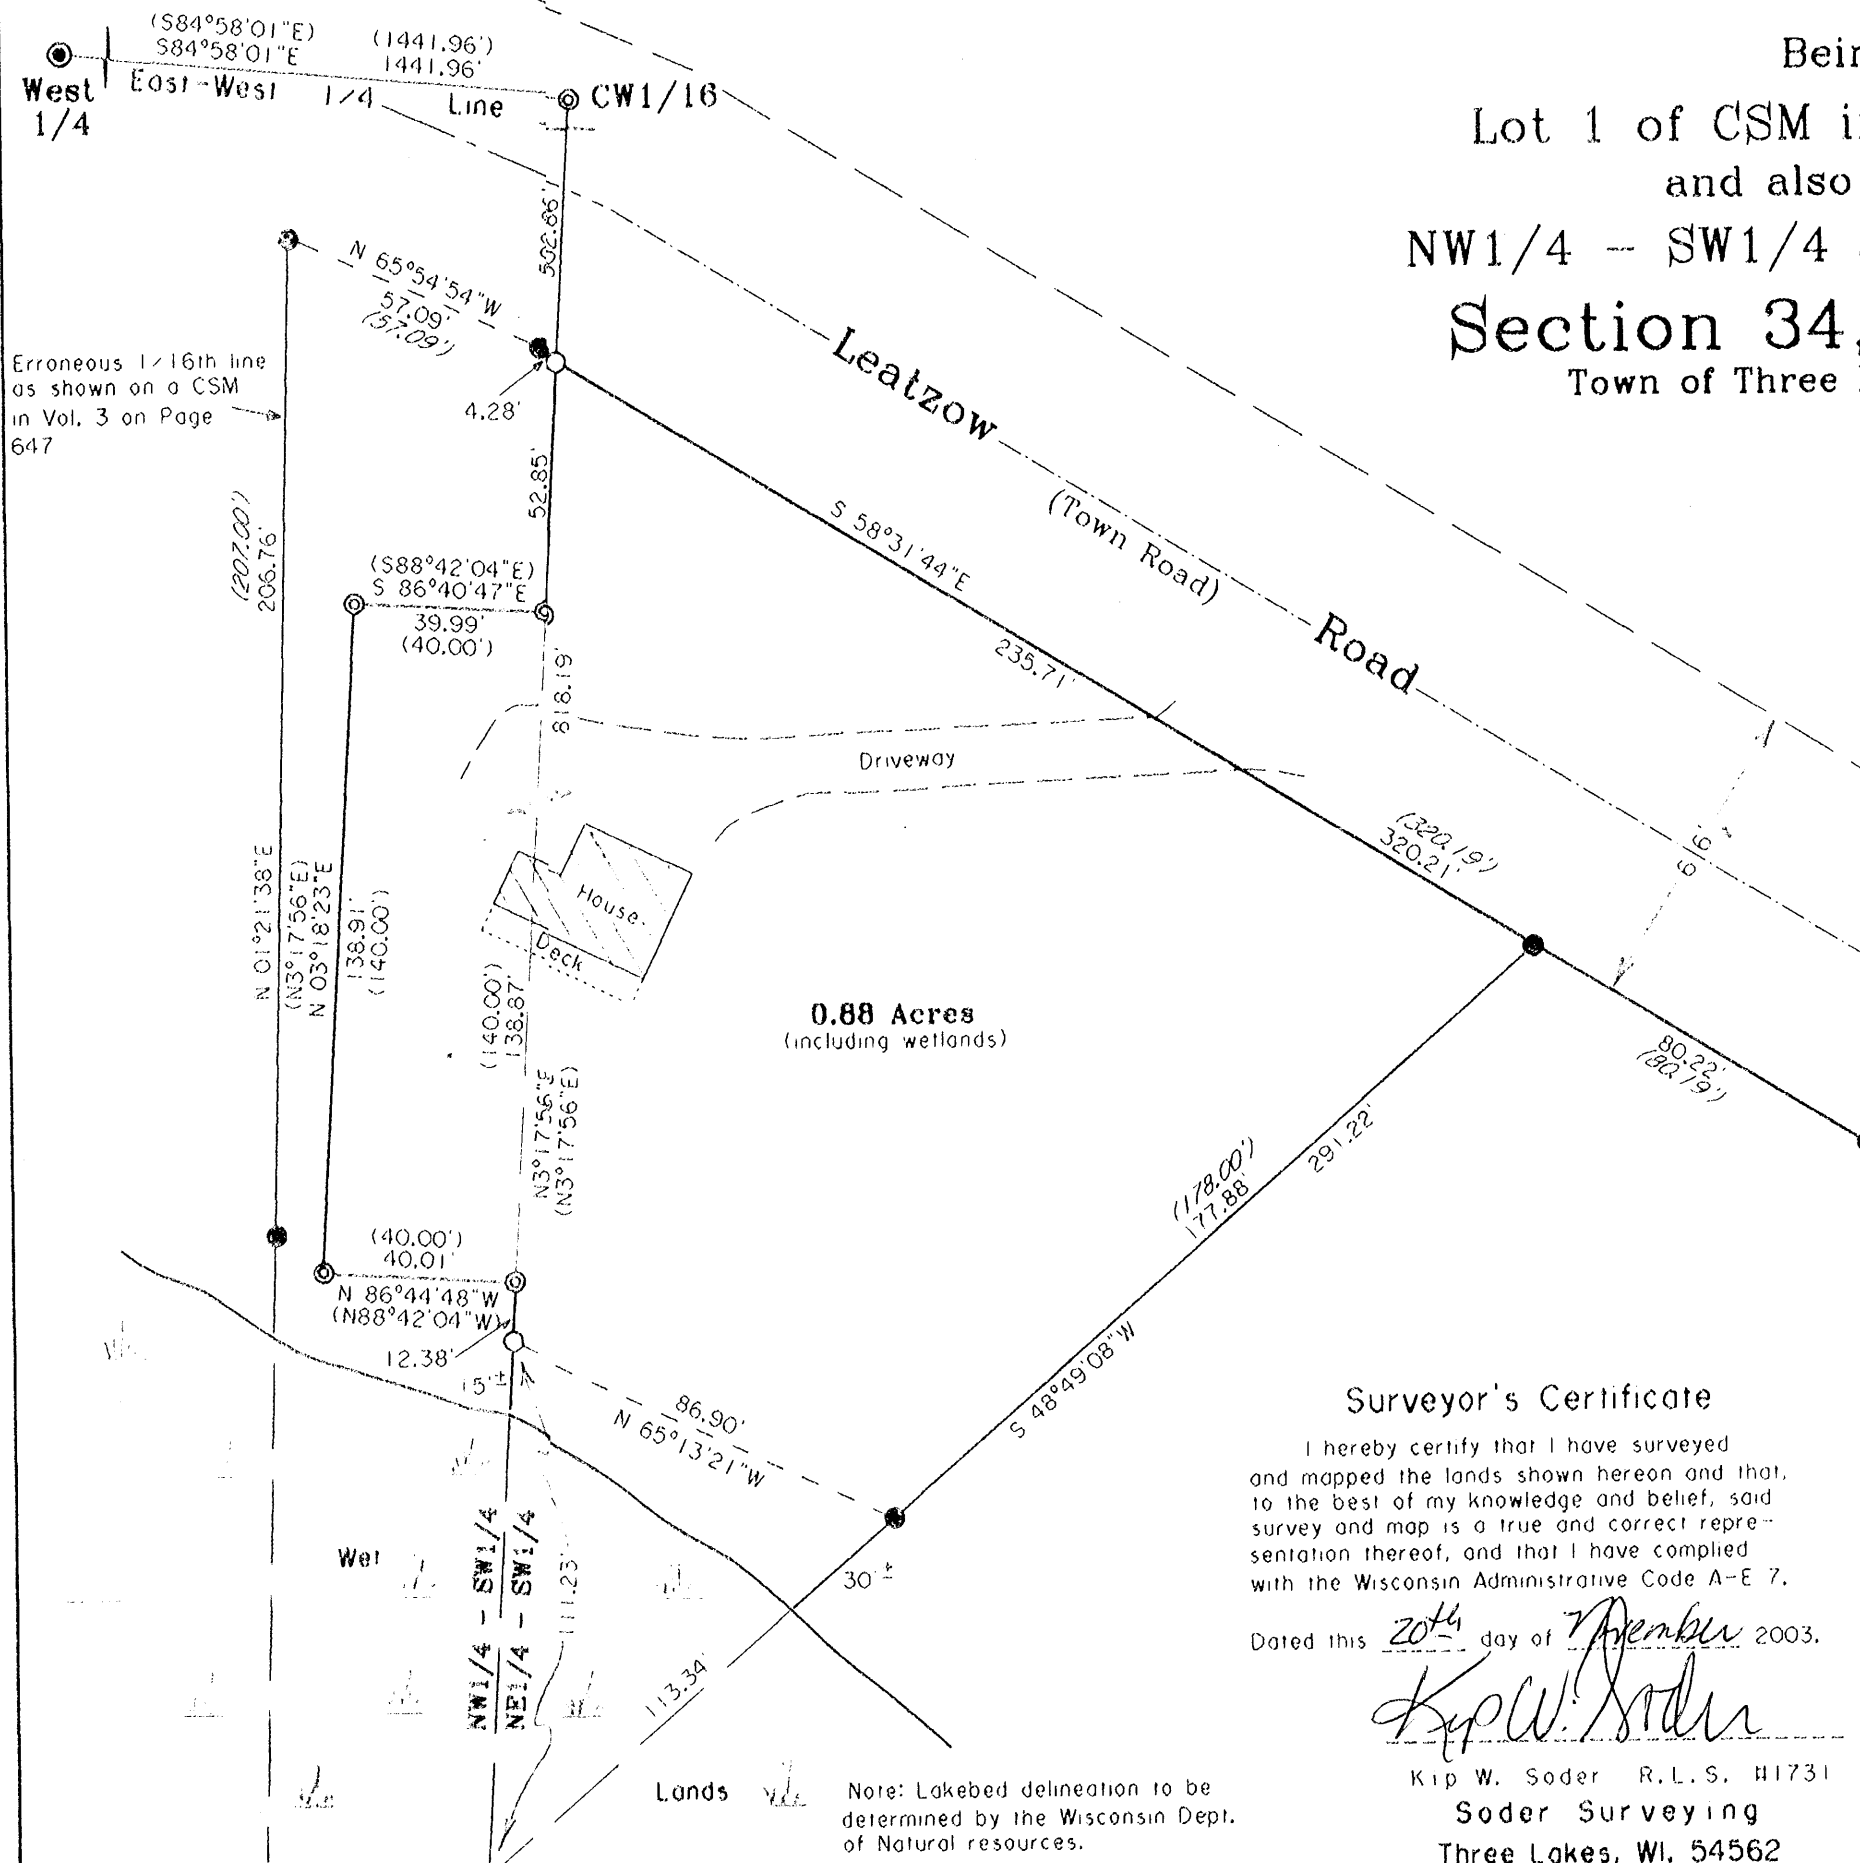 (S84°58'01"E)
S84°58'01"E
(1441.96')
1441.96'
West
1/4
East-West 1/4 Line
CW1/16
Lot 1 of CSM
and also
NW1/4 - SW1/4
Section 34,
Town of Three
502.86'
N 65°54'54"W
57.09'
(57.09')
Erroneous 1/16th line
as shown on a CSM
in Vol. 3 on Page
647
4.28'
52.85'
Leatzow
(Town Road)
Road
S 58°31'44"E
235.71'
(207.00')
206.76'
(S88°42'04"E)
S 86°40'47"E
39.99'
(40.00')
818.19'
Driveway
(320.19')
320.21'
66'
House
Deck
N 01°21'38"E
(N3°17'56"E)
N 03°18'23"E
138.91'
(140.00')
(140.00')
138.87'
0.88 Acres
(including wetlands)
80.22'
(80.19')
N3°17'56"E
(N3°17'56"E)
(178.00')
177.88'
291.22'
(40.00')
40.01'
N 86°44'48"W
(N88°42'04"W)
12.38'
15'±
86.90'
N 65°13'21"W
S 48°49'08"W
Surveyor's Certificate
I hereby certify that I have surveyed
and mapped the lands shown hereon and that,
to the best of my knowledge and belief, said
survey and map is a true and correct repre-
sentation thereof, and that I have complied
with the Wisconsin Administrative Code A-E 7.
Dated this 20th day of November 2003.
Kip W. Soder
Kip W. Soder R.L.S. #1731
Soder Surveying
Three Lakes, WI. 54562
Wet
NW1/4 - SW1/4
NE1/4 - SW1/4
111.23'
30'±
113.34'
Lands
Note: Lakebed delineation to be
determined by the Wisconsin Dept.
of Natural resources.